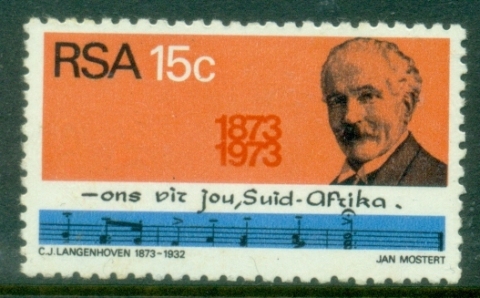 RSA 15c
1873
1973
–ons vir jou, Suid-Afrika.
C.J. LANGENHOVEN 1873–1932 JAN MOSTERT